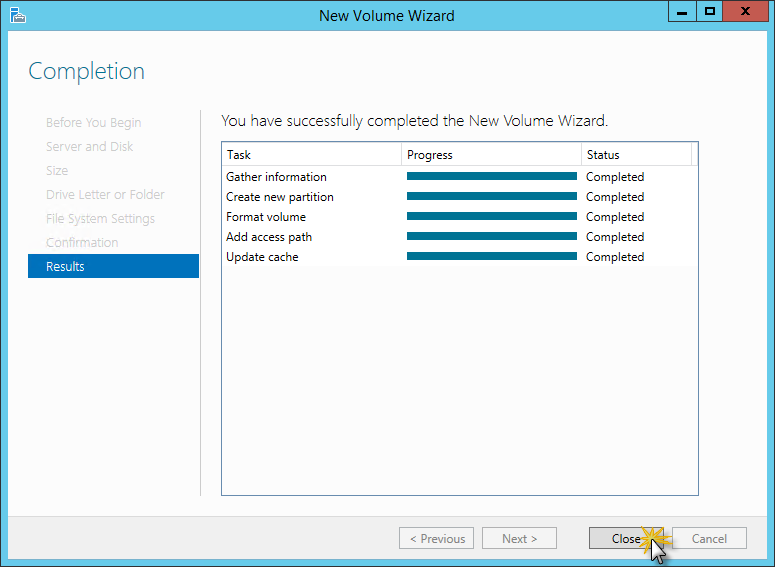 New Volume Wizard
Completion
Before You Begin
Server and Disk
Size
Drive Letter or Folder
File System Settings
Confirmation
Results
You have successfully completed the New Volume Wizard.
Task Progress Status
Gather information Completed
Create new partition Completed
Format volume Completed
Add access path Completed
Update cache Completed
< Previous Next > Close Cancel